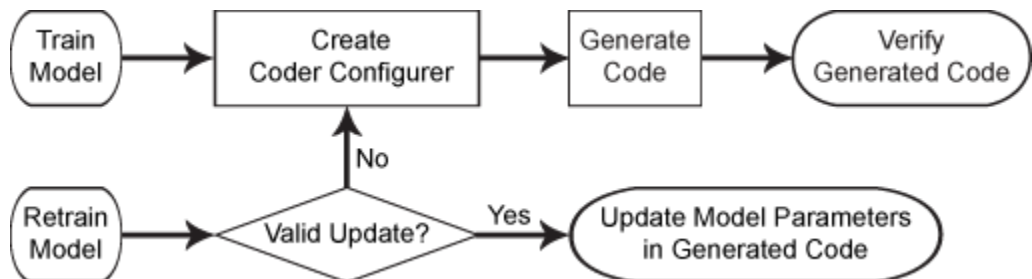 Train
Model
Create
Coder Configurer
Generate
Code
Verify
Generated Code
No
Retrain
Model
Valid Update?
Yes
Update Model Parameters
in Generated Code